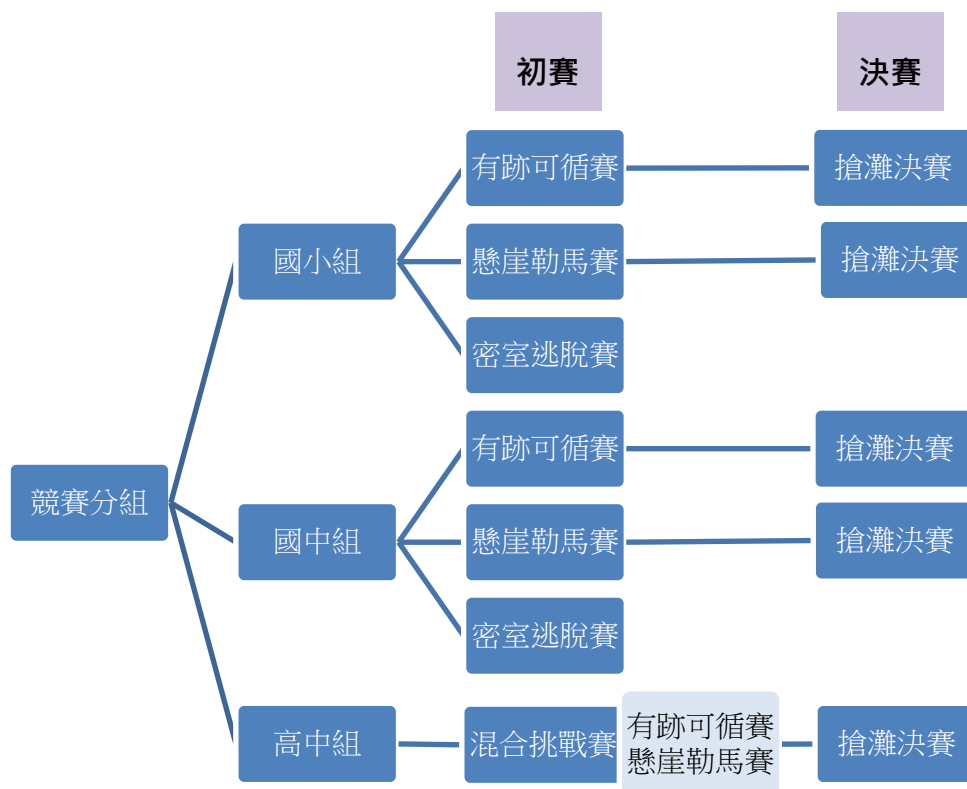 初賽
決賽
有跡可循賽
搶灘決賽
國小組
懸崖勒馬賽
搶灘決賽
密室逃脫賽
有跡可循賽
搶灘決賽
競賽分組
國中組
懸崖勒馬賽
搶灘決賽
密室逃脫賽
高中組
混合挑戰賽
有跡可循賽
懸崖勒馬賽
搶灘決賽